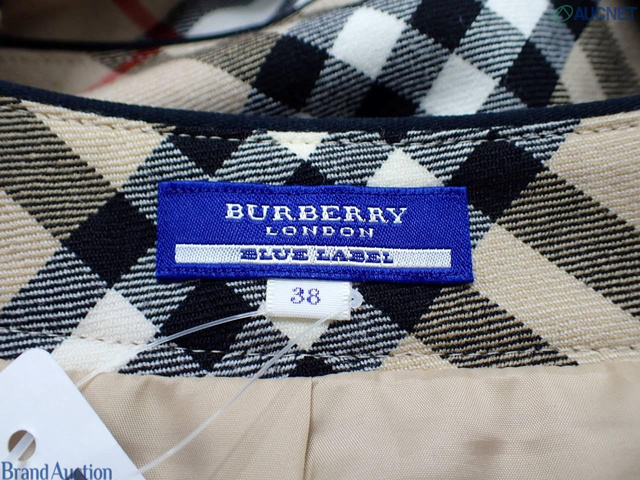 AUCNET
BURBERRY
LONDON
BLUE LABEL
38
Brand Auction